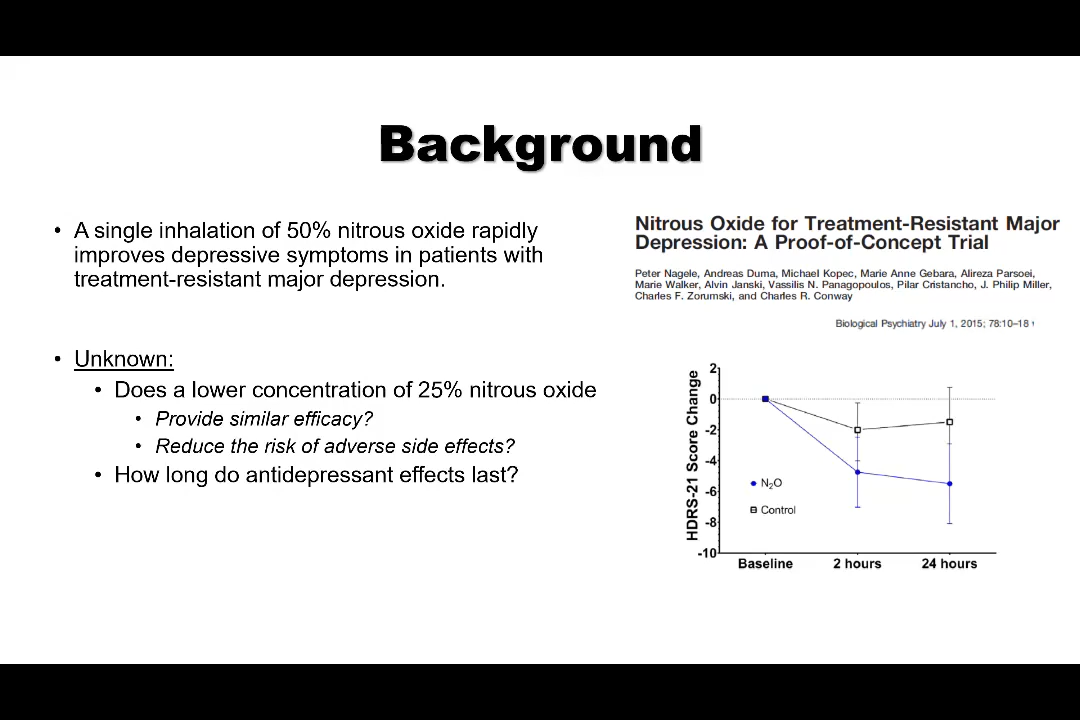 Background
• A single inhalation of 50% nitrous oxide rapidly
improves depressive symptoms in patients with
treatment-resistant major depression.
• Unknown:
• Does a lower concentration of 25% nitrous oxide
• Provide similar efficacy?
• Reduce the risk of adverse side effects?
• How long do antidepressant effects last?
Nitrous Oxide for Treatment-Resistant Major
Depression: A Proof-of-Concept Trial
Peter Nagele, Andreas Duma, Michael Kopec, Marie Anne Gebara, Alireza Parsoei,
Marie Walker, Alvin Janski, Vassilis N. Panagopoulos, Pilar Cristancho, J. Philip Miller,
Charles F. Zorumski, and Charles R. Conway
Biological Psychiatry July 1, 2015; 78:10–18
HDRS-21 Score Change
2
0
-2
-4
-6
-8
-10
N₂O
Control
Baseline 2 hours 24 hours